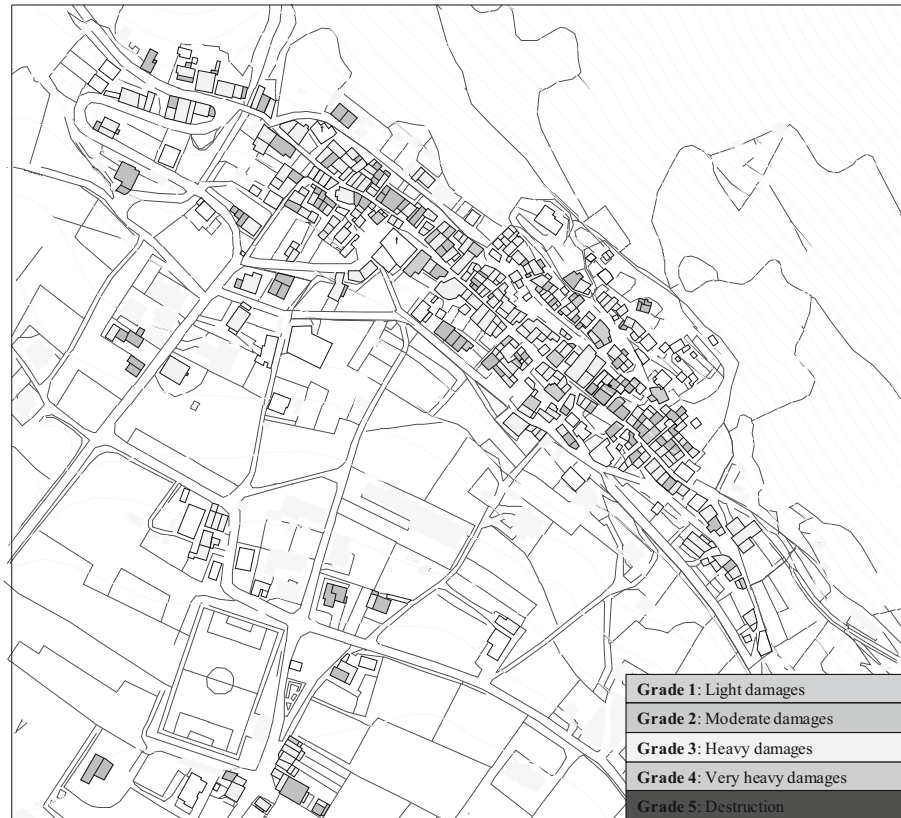 Grade 1: Light damages
Grade 2: Moderate damages
Grade 3: Heavy damages
Grade 4: Very heavy damages
Grade 5: Destruction